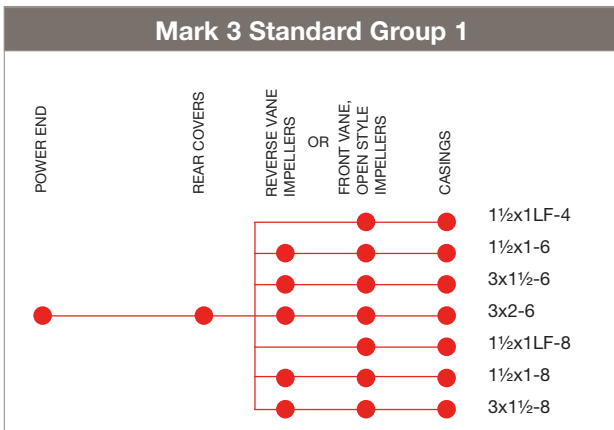 Mark 3 Standard Group 1
POWER END
REAR COVERS
REVERSE VANE
IMPELLERS
OR
FRONT VANE,
OPEN STYLE
IMPELLERS
CASINGS
1½x1LF-4
1½x1-6
3x1½-6
3x2-6
1½x1LF-8
1½x1-8
3x1½-8